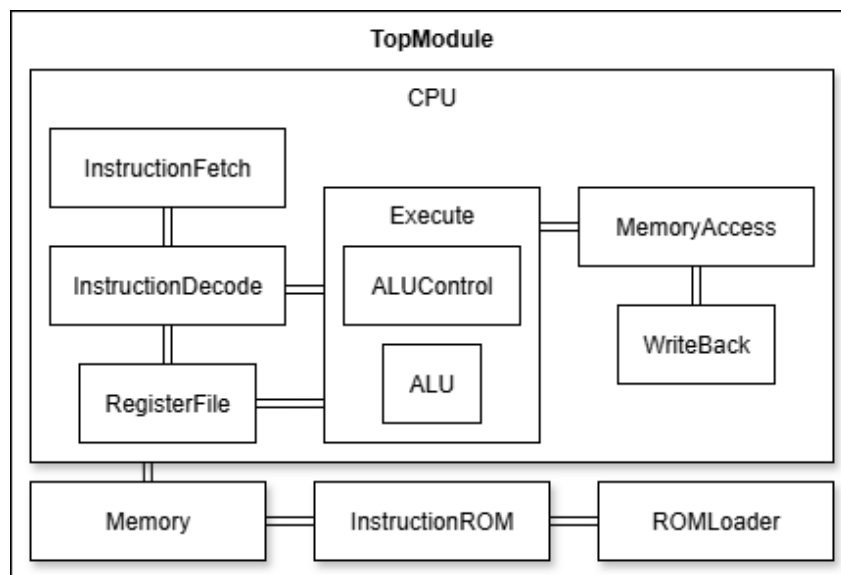 TopModule
CPU
InstructionFetch
InstructionDecode
RegisterFile
Execute
ALUControl
ALU
MemoryAccess
WriteBack
Memory
InstructionROM
ROMLoader